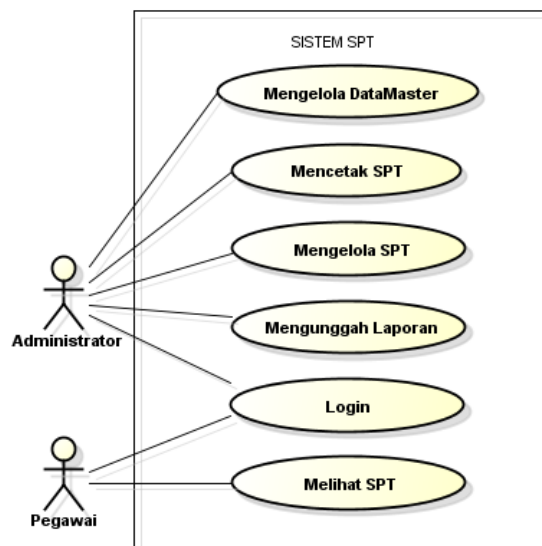 SISTEM SPT
Mengelola DataMaster
Mencetak SPT
Mengelola SPT
Mengunggah Laporan
Administrator
Login
Melihat SPT
Pegawai